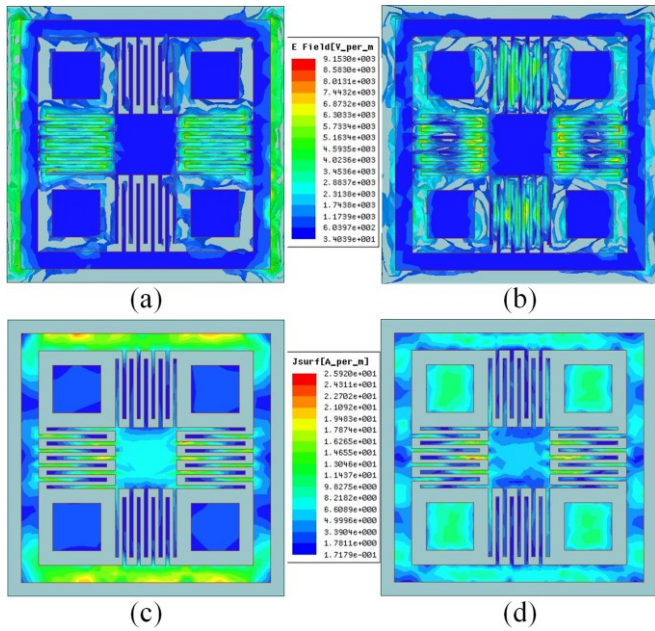 E Field[V_per_m
9.1530e+003
8.5830e+003
8.0131e+003
7.4432e+003
6.8732e+003
6.3033e+003
5.7334e+003
5.1634e+003
4.5935e+003
4.0236e+003
3.4536e+003
2.8837e+003
2.3138e+003
1.7438e+003
1.1739e+003
6.0397e+002
3.4039e+001
(a)
(b)
Jsurf[A_per_m]
2.5920e+001
2.4311e+001
2.2702e+001
2.1092e+001
1.9483e+001
1.7874e+001
1.6265e+001
1.4655e+001
1.3046e+001
1.1437e+001
9.8275e+000
8.2182e+000
6.6089e+000
4.9996e+000
3.3904e+000
1.7811e+000
1.7179e-001
(c)
(d)